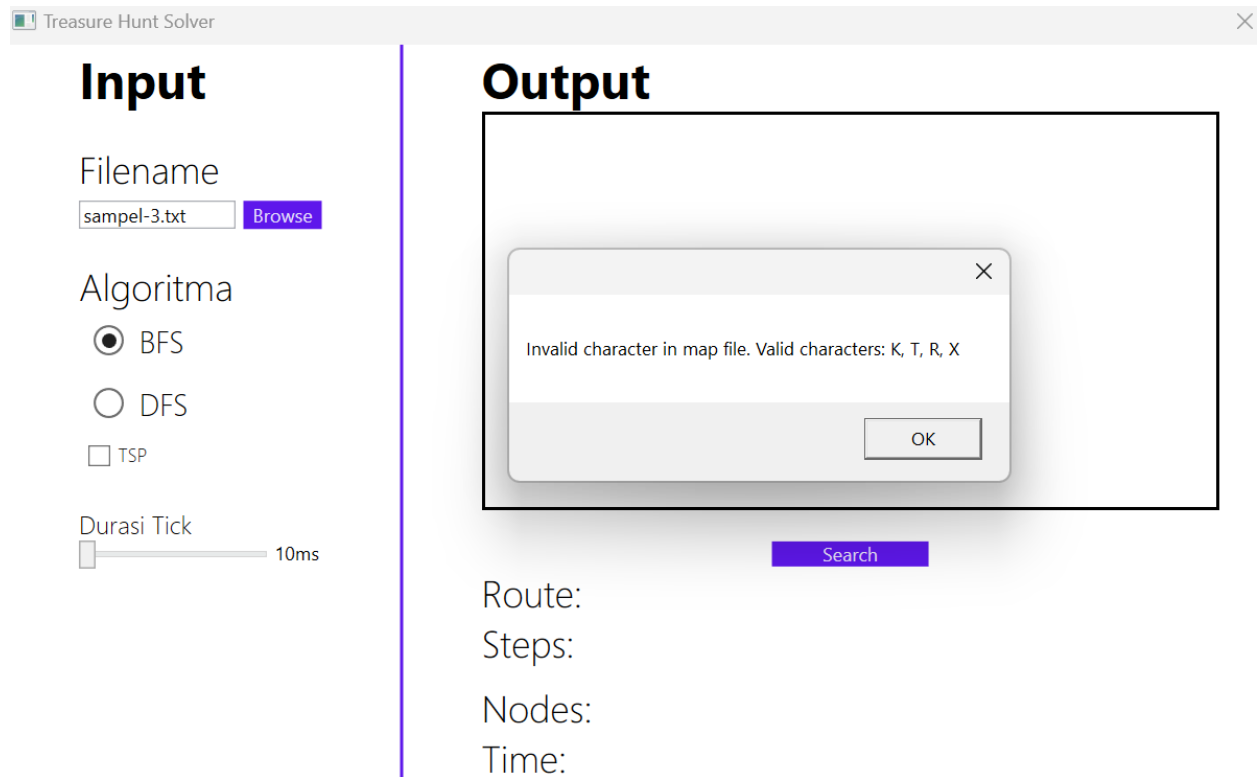 Treasure Hunt Solver
Input
Filename
sampel-3.txt
Browse
Algoritma
BFS
DFS
TSP
Durasi Tick
10ms
Output
Invalid character in map file. Valid characters: K, T, R, X
OK
Search
Route:
Steps:
Nodes:
Time: